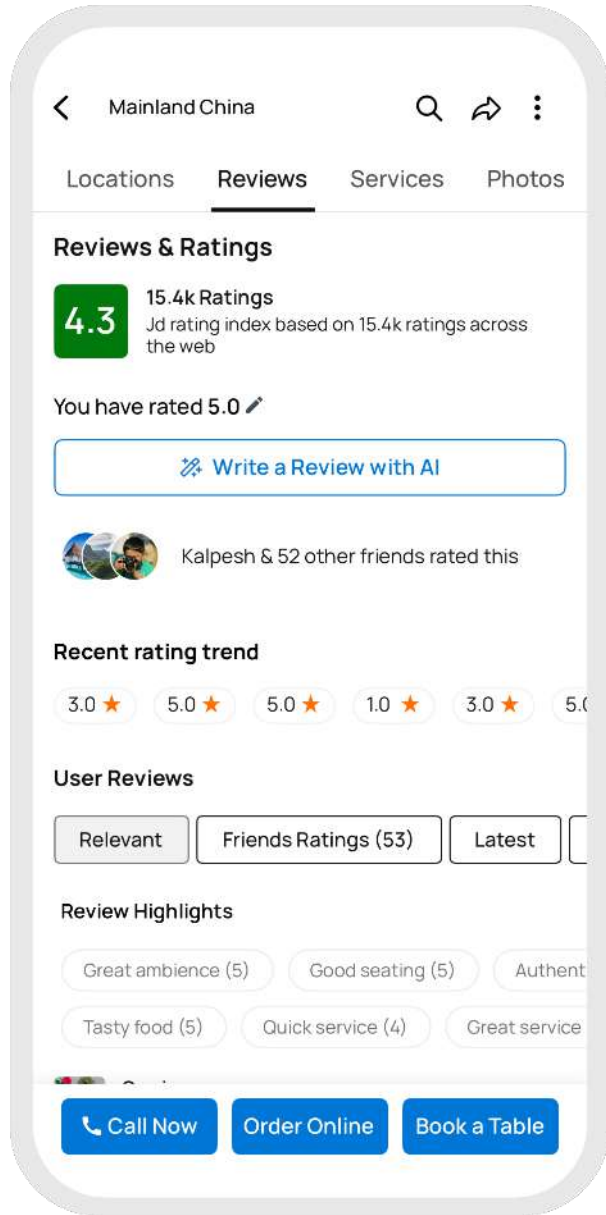 Mainland China
Locations Reviews Services Photos
Reviews & Ratings
4.3
15.4k Ratings
Jd rating index based on 15.4k ratings across
the web
You have rated 5.0
Write a Review with AI
Kalpesh & 52 other friends rated this
Recent rating trend
3.0 ★ 5.0 ★ 5.0 ★ 1.0 ★ 3.0 ★
User Reviews
Relevant Friends Ratings (53) Latest
Review Highlights
Great ambience (5) Good seating (5) Authent
Tasty food (5) Quick service (4) Great service
Call Now Order Online Book a Table